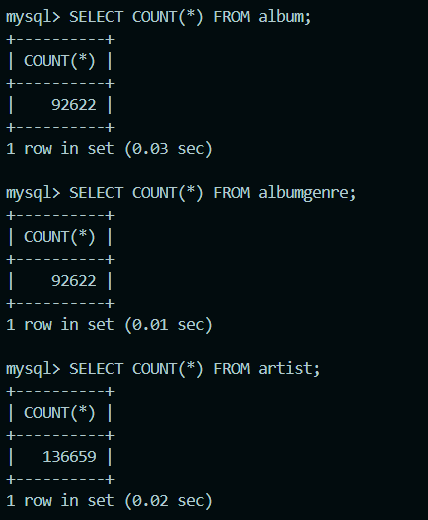 mysql> SELECT COUNT(*) FROM album;
+----------+
| COUNT(*) |
+----------+
|    92622 |
+----------+
1 row in set (0.03 sec)

mysql> SELECT COUNT(*) FROM albumgenre;
+----------+
| COUNT(*) |
+----------+
|    92622 |
+----------+
1 row in set (0.01 sec)

mysql> SELECT COUNT(*) FROM artist;
+----------+
| COUNT(*) |
+----------+
|   136659 |
+----------+
1 row in set (0.02 sec)